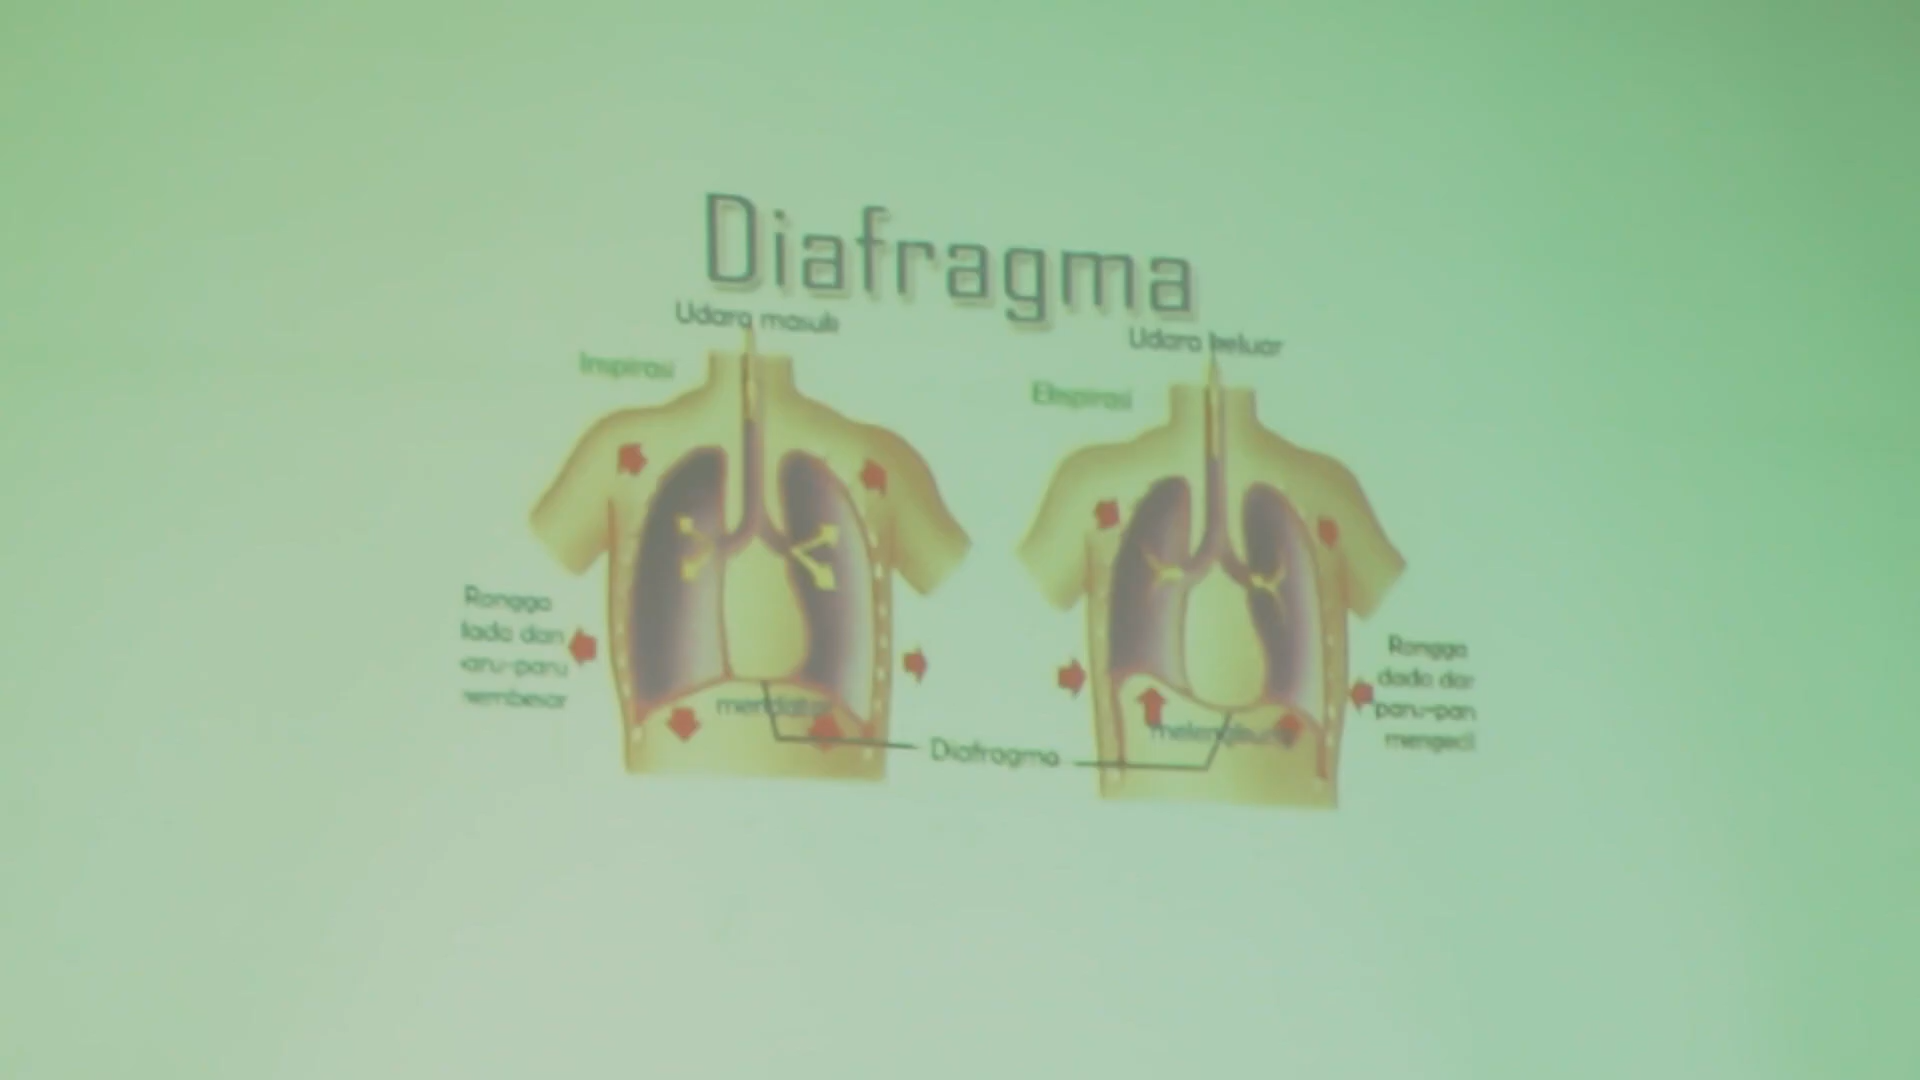 Diafragma
Udara masuk
Udara keluar
Inspirasi
Ekspirasi
Rongga
dada dan
paru-paru
membesar
mendatar
Diafragma
melengkung
Rongga
dada dan
paru-paru
mengecil